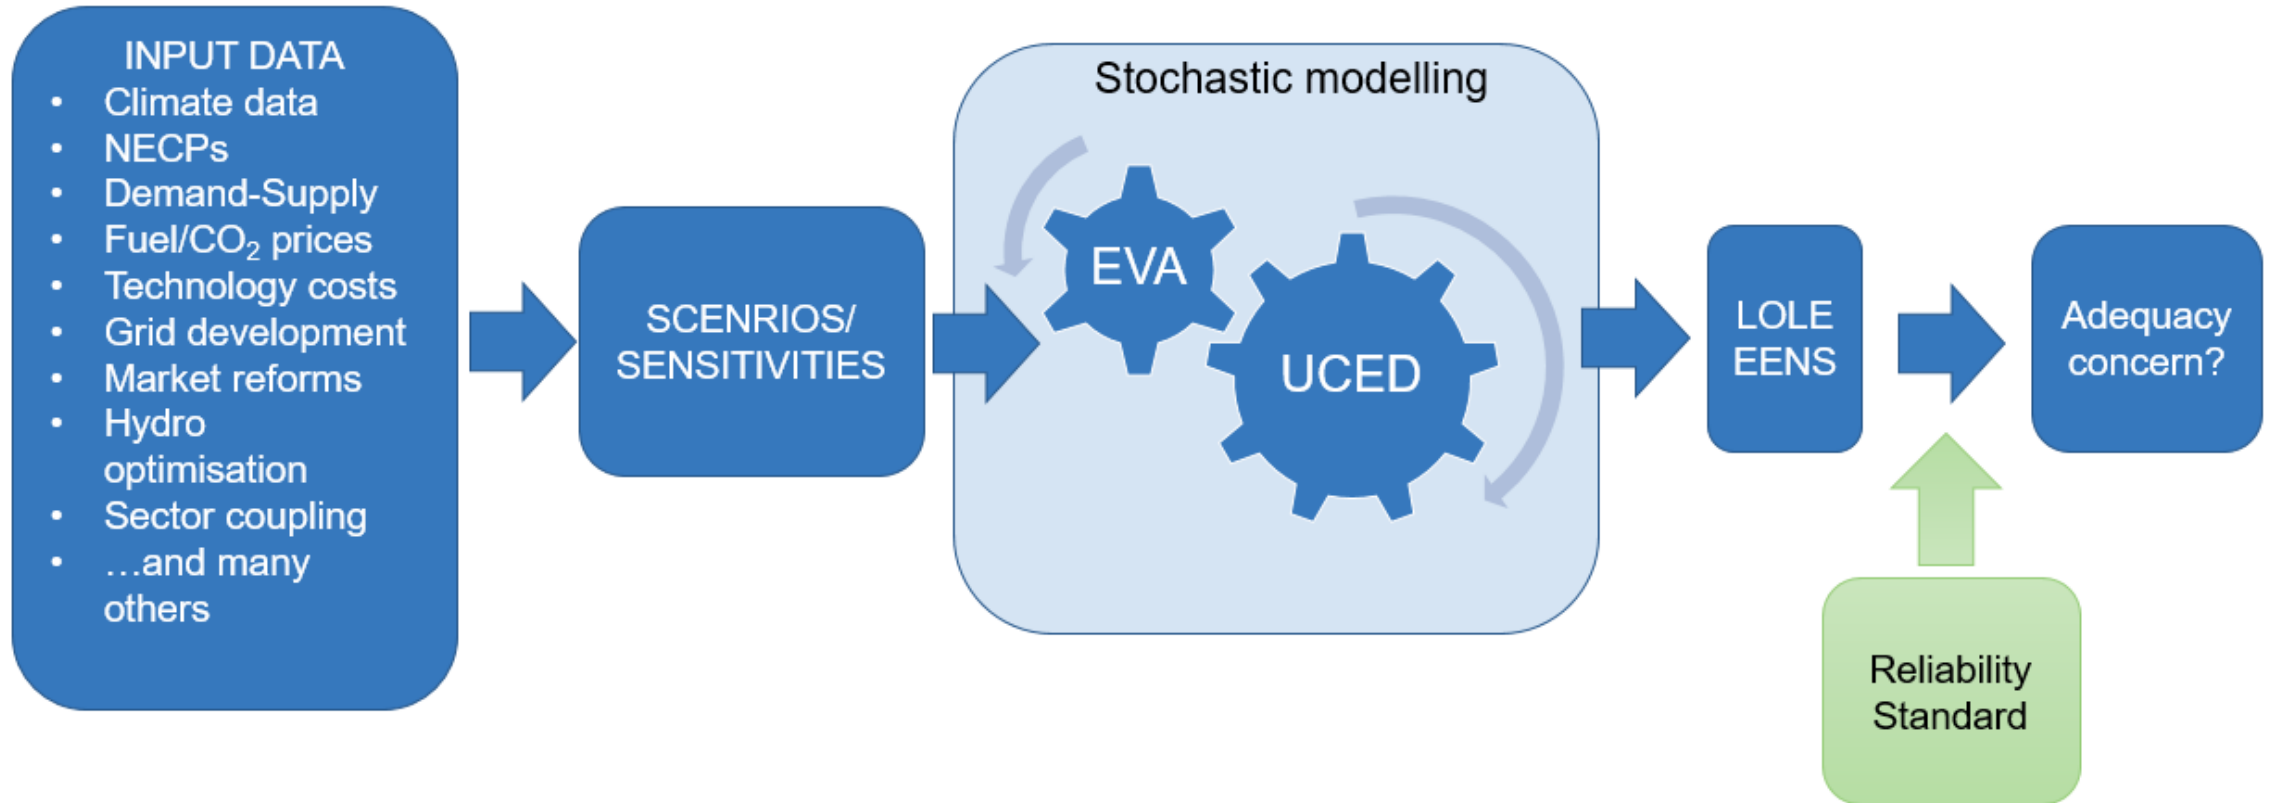 INPUT DATA
• Climate data
• NECPs
• Demand-Supply
• Fuel/CO₂ prices
• Technology costs
• Grid development
• Market reforms
• Hydro
optimisation
• Sector coupling
• …and many
others
SCENRIOS/
SENSITIVITIES
Stochastic modelling
EVA
UCED
LOLE
EENS
Adequacy
concern?
Reliability
Standard